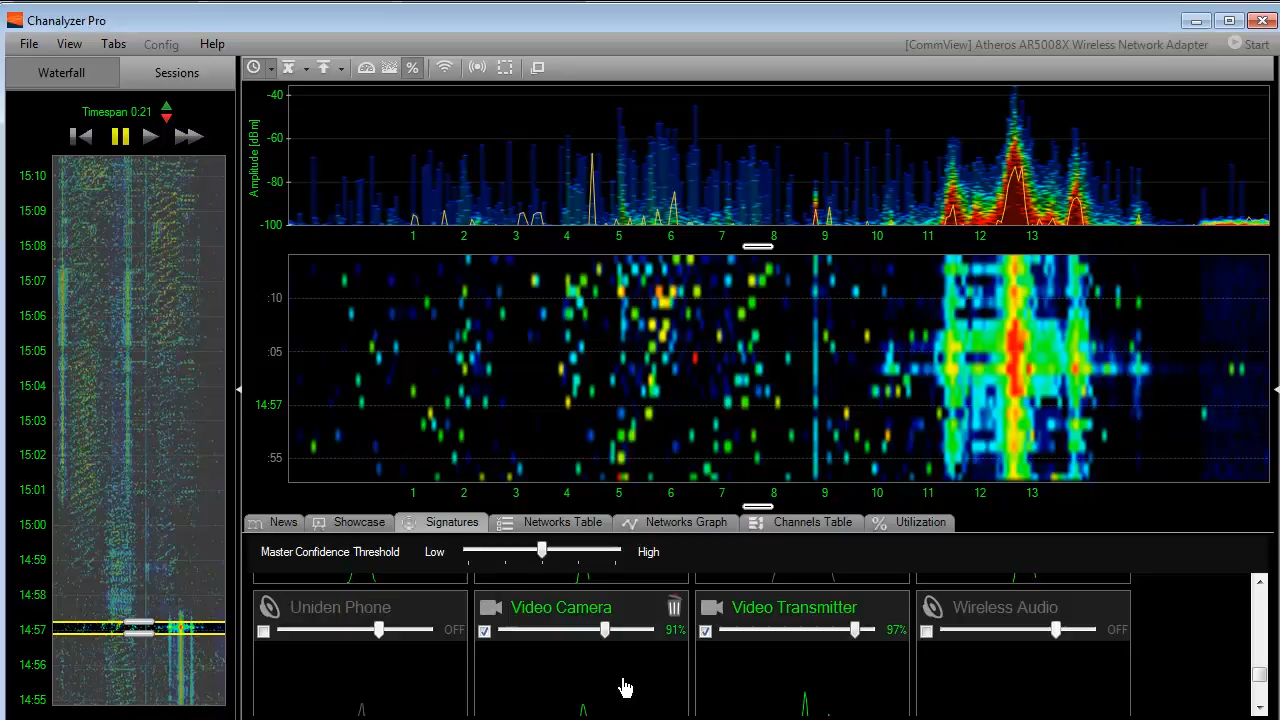 Chanalyzer Pro
File View Tabs Config Help
[CommView] Atheros AR5008X Wireless Network Adapter Start
Waterfall Sessions
%
Timespan 0:21
15:10
15:09
15:08
15:07
15:06
15:05
15:04
15:03
15:02
15:01
15:00
14:59
14:58
14:57
14:56
14:55
Amplitude [dBm]
-40
-60
-80
-100
1 2 3 4 5 6 7 8 9 10 11 12 13
:10
:05
14:57
:55
1 2 3 4 5 6 7 8 9 10 11 12 13
News Showcase Signatures Networks Table Networks Graph Channels Table % Utilization
Master Confidence Threshold Low High
Uniden Phone
OFF
Video Camera
91%
Video Transmitter
97%
Wireless Audio
OFF